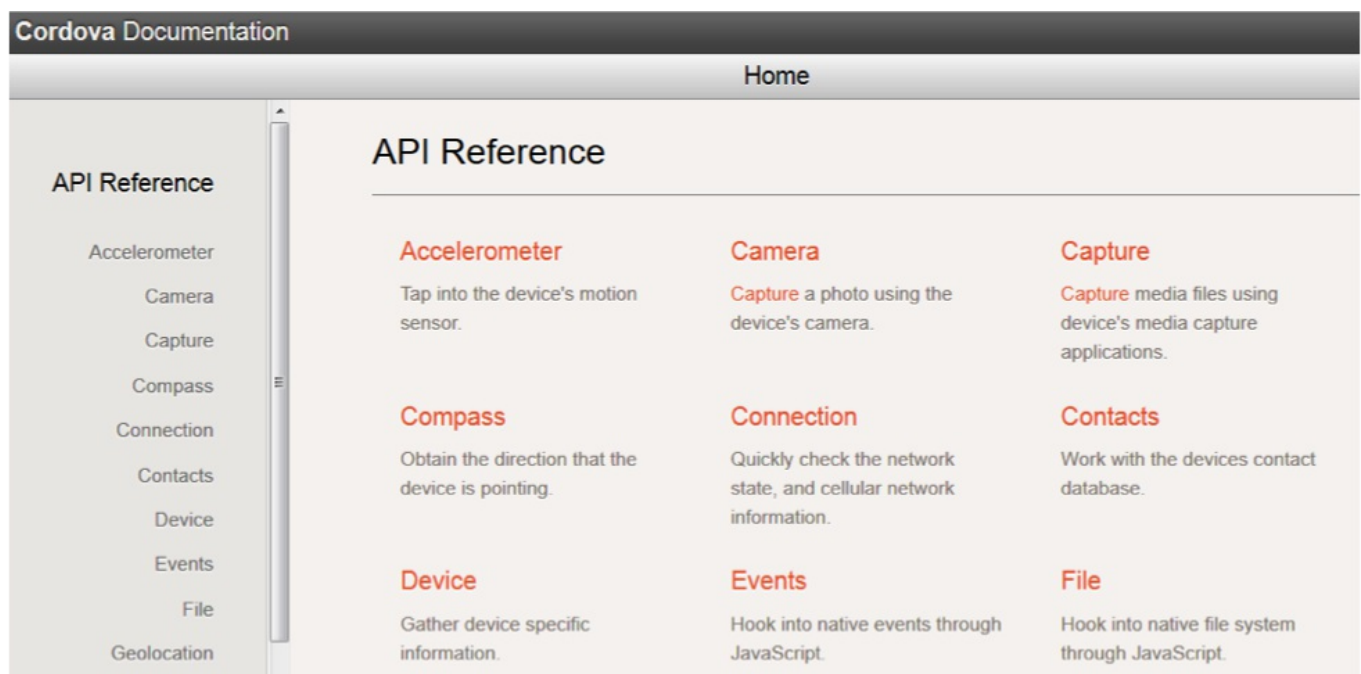 Cordova Documentation
Home
API Reference
Accelerometer
Camera
Capture
Compass
Connection
Contacts
Device
Events
File
Geolocation
API Reference
Accelerometer
Tap into the device's motion
sensor.
Camera
Capture a photo using the
device's camera.
Capture
Capture media files using
device's media capture
applications.
Compass
Obtain the direction that the
device is pointing.
Connection
Quickly check the network
state, and cellular network
information.
Contacts
Work with the devices contact
database.
Device
Gather device specific
information.
Events
Hook into native events through
JavaScript.
File
Hook into native file system
through JavaScript.